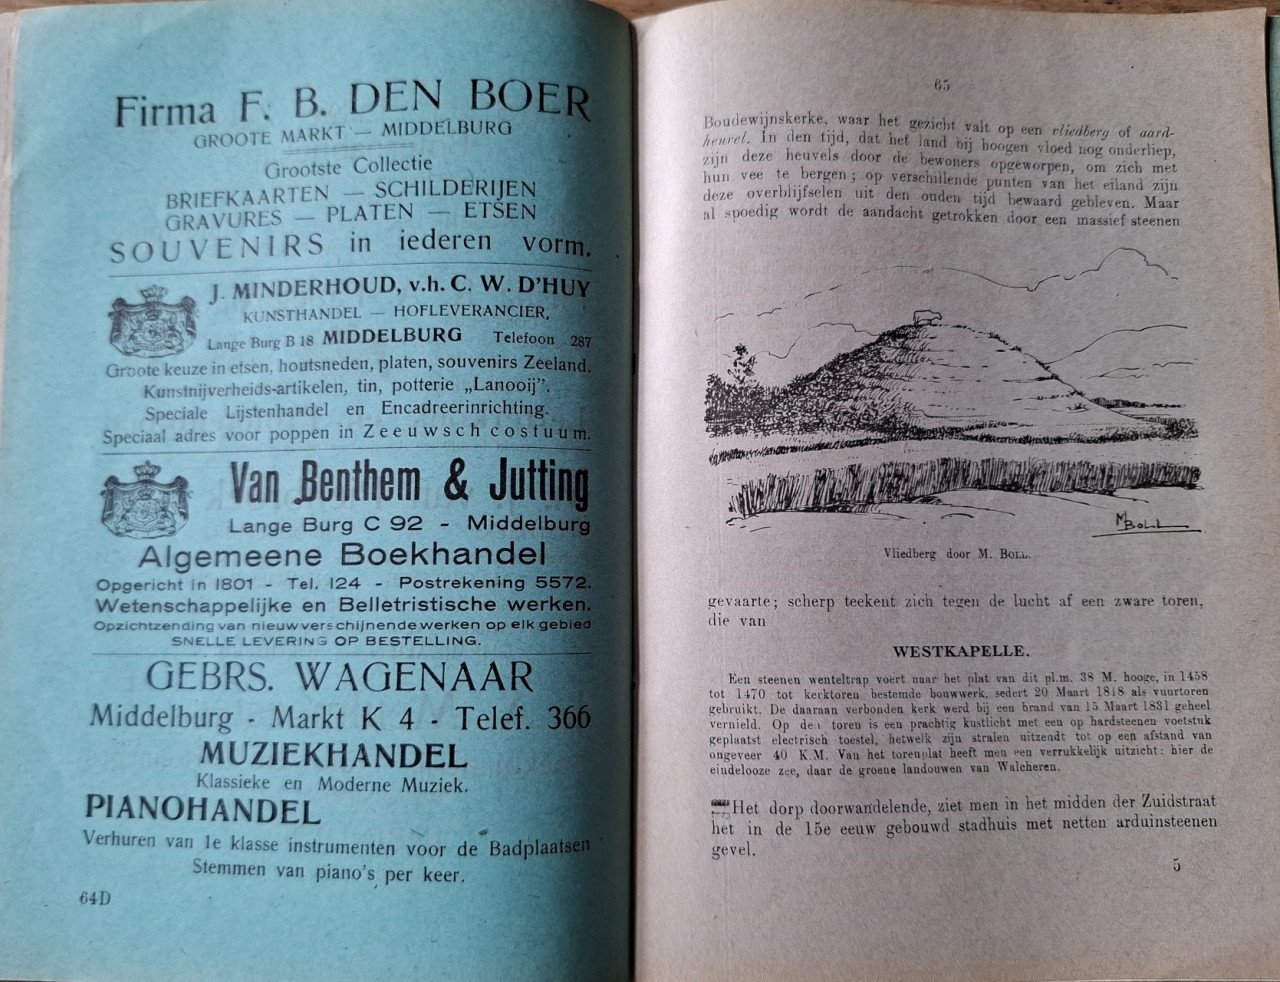 Firma F. B. DEN BOER
GROOTE MARKT — MIDDELBURG
Grootste Collectie
BRIEFKAARTEN — SCHILDERIJEN
GRAVURES — PLATEN — ETSEN
SOUVENIRS in iederen vorm.
J. MINDERHOUD, v.h. C. W. D'HUY
KUNSTHANDEL — HOFLEVERANCIER,
Lange Burg B 18 MIDDELBURG Telefoon 287
Groote keuze in etsen, houtsneden, platen, souvenirs Zeeland.
Kunstnijverheids-artikelen, tin, potterie „Lanooij".
Speciale Lijstenhandel en Encadreerinrichting.
Speciaal adres voor poppen in Zeeuwsch costuum.
Van Benthem & Jutting
Lange Burg C 92 - Middelburg
Algemeene Boekhandel
Opgericht in 1801 - Tel. 124 - Postrekening 5572.
Wetenschappelijke en Belletristische werken.
Opzichtzending van nieuw verschijnende werken op elk gebied
SNELLE LEVERING OP BESTELLING.
GEBRS. WAGENAAR
Middelburg - Markt K 4 - Telef. 366
MUZIEKHANDEL
Klassieke en Moderne Muziek.
PIANOHANDEL
Verhuren van 1e klasse instrumenten voor de Badplaatsen
Stemmen van piano's per keer.
64D
65
Boudewijnskerke, waar het gezicht valt op een vliedberg of aard-
heuvel. In den tijd, dat het land bij hoogen vloed nog onderliep,
zijn deze heuvels door de bewoners opgeworpen, om zich met
hun vee te bergen; op verschillende punten van het eiland zijn
deze overblijfselen uit den ouden tijd bewaard gebleven. Maar
al spoedig wordt de aandacht getrokken door een massief steenen
M BOLL
Vliedberg door M. BOLL.
gevaarte; scherp teekent zich tegen de lucht af een zware toren,
die van
WESTKAPELLE.
Een steenen wenteltrap voert naar het plat van dit pl.m. 38 M. hooge, in 1458
tot 1470 tot kerktoren bestemde bouwwerk, sedert 20 Maart 1818 als vuurtoren
gebruikt. De daaraan verbonden kerk werd bij een brand van 15 Maart 1831 geheel
vernield. Op den toren is een prachtig kustlicht met een op hardsteenen voetstuk
geplaatst electrisch toestel, hetwelk zijn stralen uitzendt tot op een afstand van
ongeveer 40 K.M. Van het torenplat heeft men een verrukkelijk uitzicht: hier de
eindelooze zee, daar de groene landouwen van Walcheren.
Het dorp doorwandelende, ziet men in het midden der Zuidstraat
het in de 15e eeuw gebouwd stadhuis met netten arduinsteenen
gevel.
5